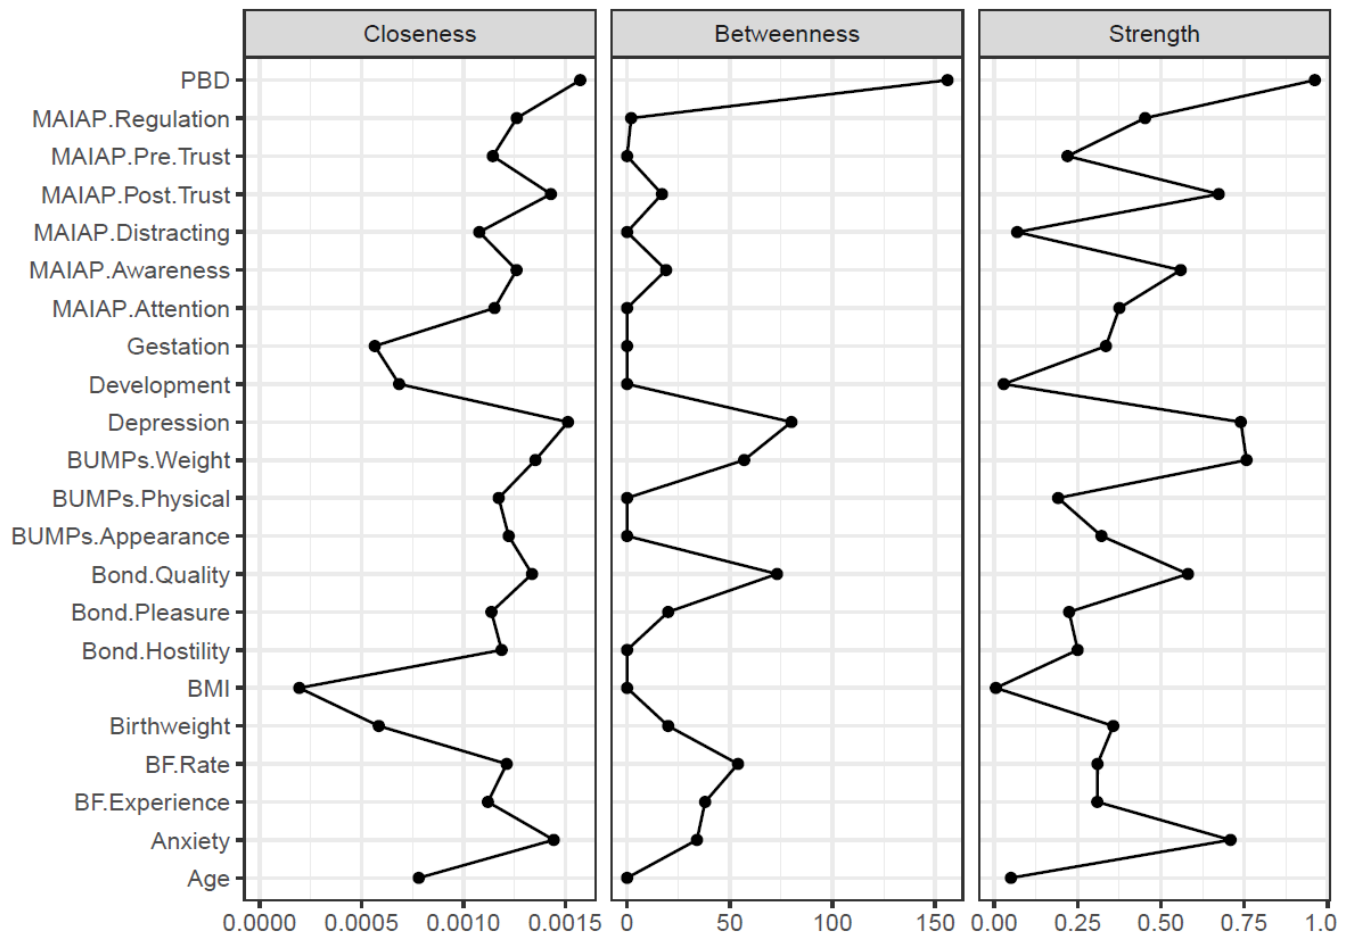 Closeness Betweenness Strength
PBD
MAIAP.Regulation
MAIAP.Pre.Trust
MAIAP.Post.Trust
MAIAP.Distracting
MAIAP.Awareness
MAIAP.Attention
Gestation
Development
Depression
BUMPs.Weight
BUMPs.Physical
BUMPs.Appearance
Bond.Quality
Bond.Pleasure
Bond.Hostility
BMI
Birthweight
BF.Rate
BF.Experience
Anxiety
Age
0.0000 0.0005 0.0010 0.0015 0 50 100 150 0.00 0.25 0.50 0.75 1.0